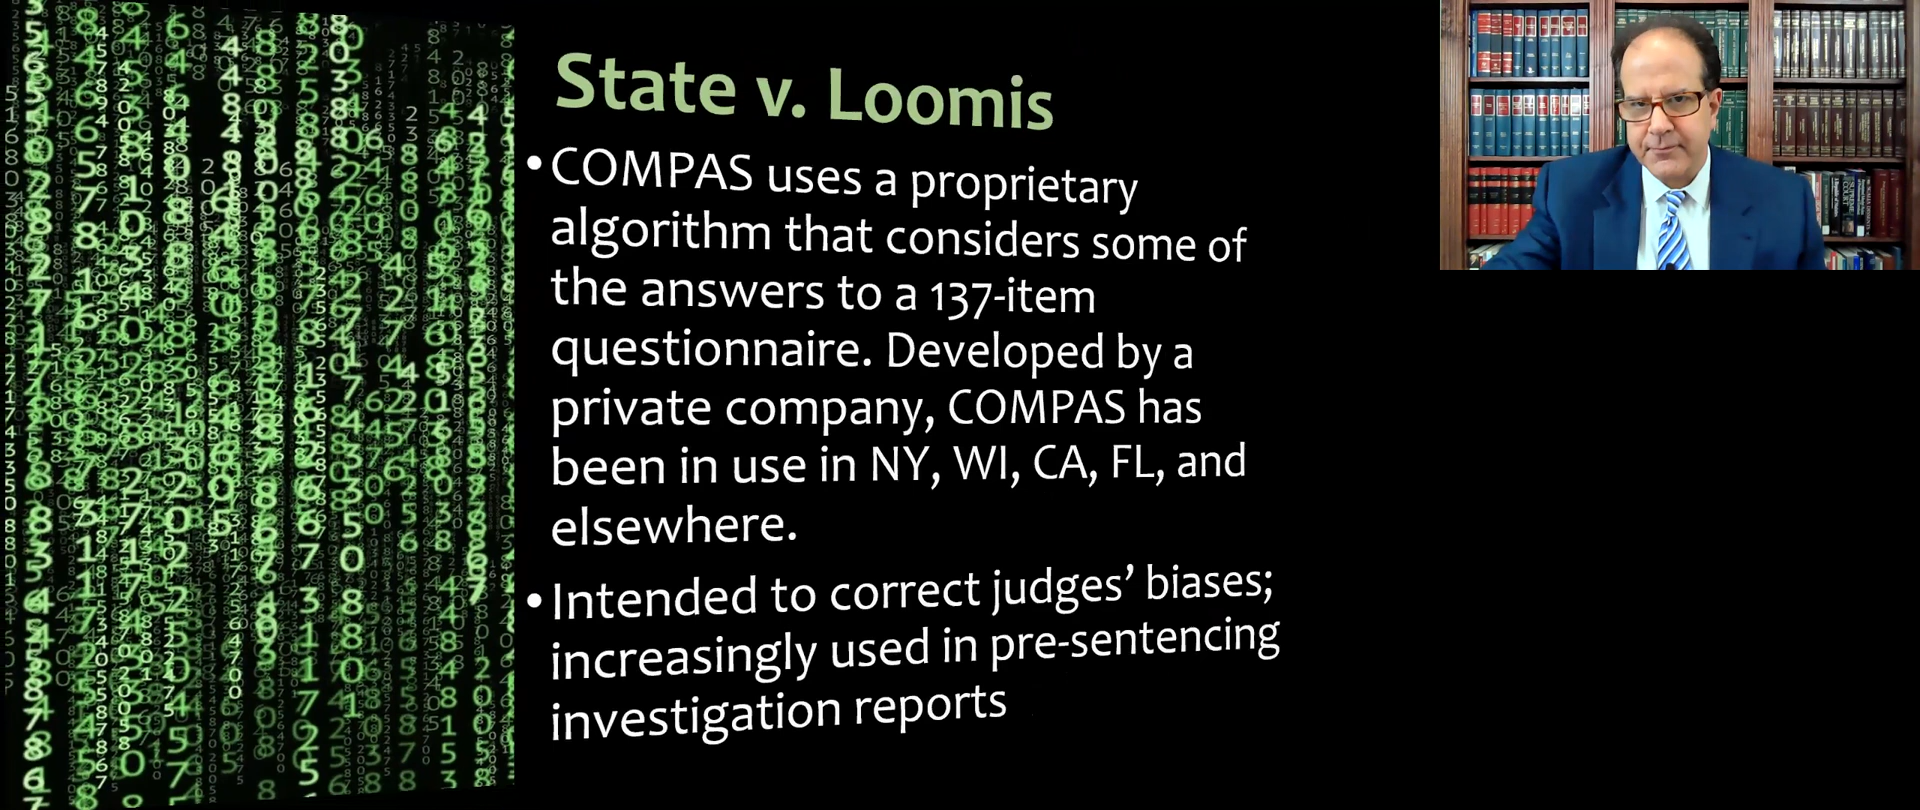 State v. Loomis
• COMPAS uses a proprietary
algorithm that considers some of
the answers to a 137-item
questionnaire. Developed by a
private company, COMPAS has
been in use in NY, WI, CA, FL, and
elsewhere.
• Intended to correct judges’ biases;
increasingly used in pre-sentencing
investigation reports